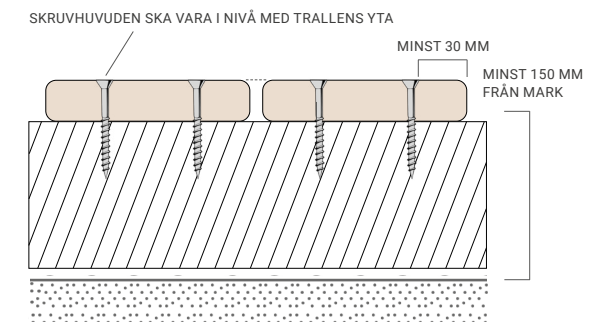 SKRUVHUVUDEN SKA VARA I NIVÅ MED TRALLENS YTA
MINST 30 MM
MINST 150 MM
FRÅN MARK